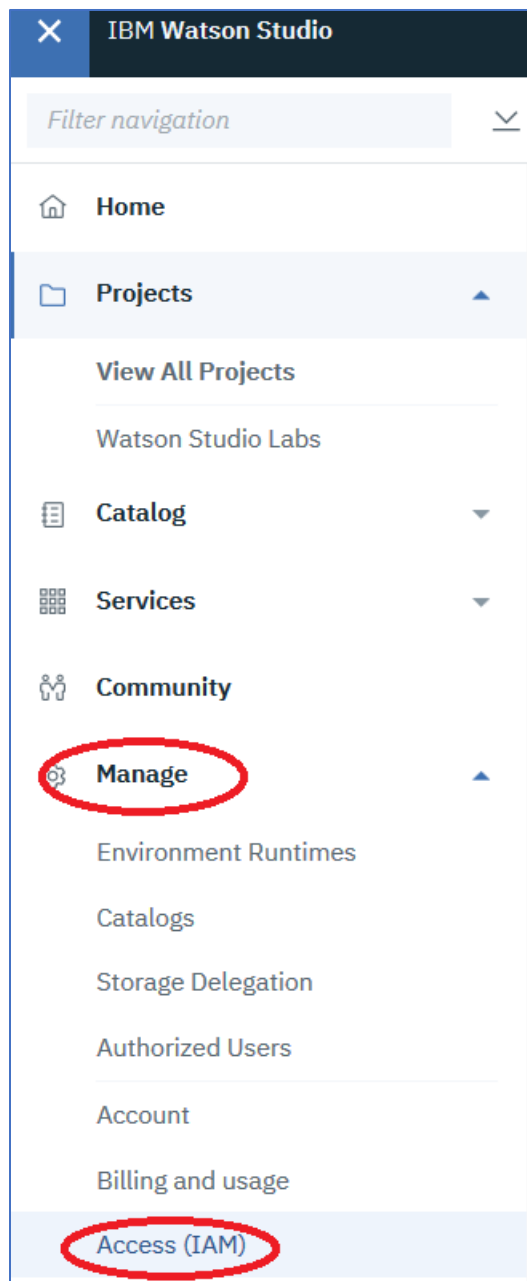 IBM Watson Studio
Filter navigation
Home
Projects
View All Projects
Watson Studio Labs
Catalog
Services
Community
Manage
Environment Runtimes
Catalogs
Storage Delegation
Authorized Users
Account
Billing and usage
Access (IAM)